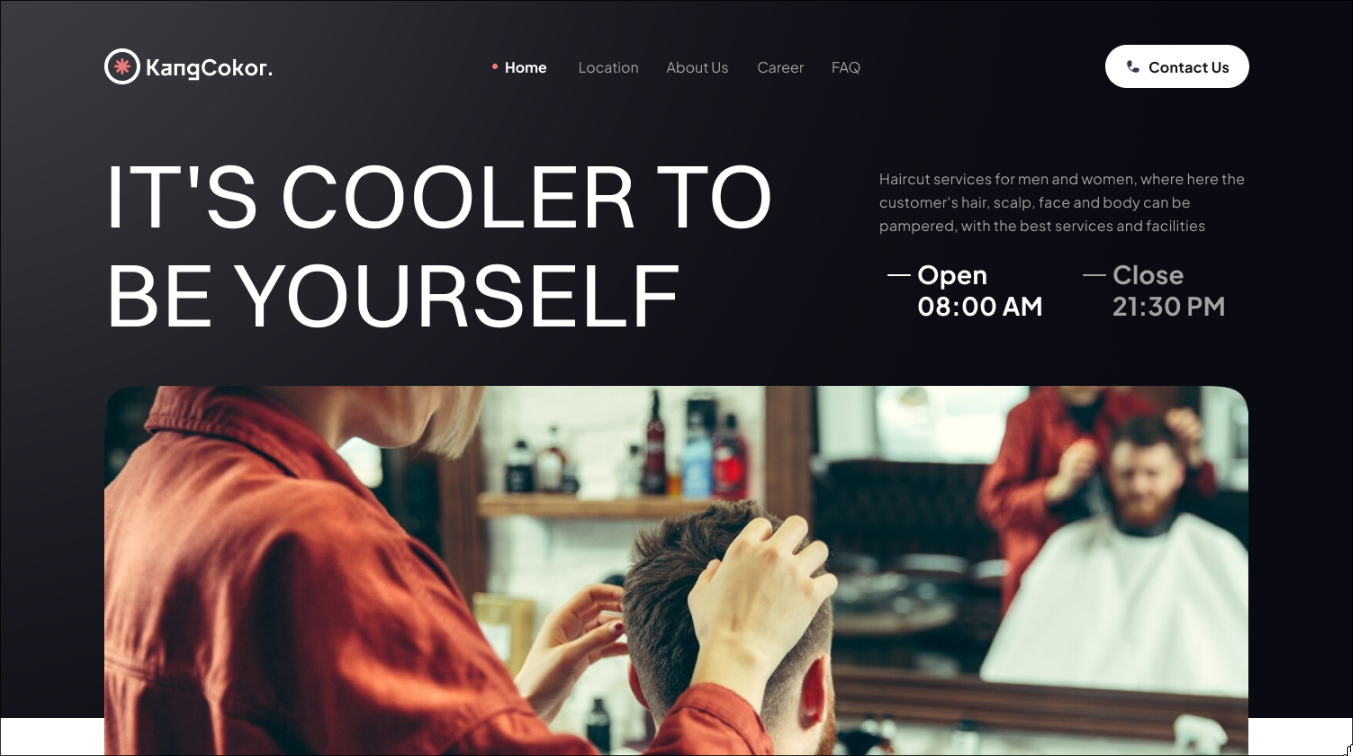 KangCokor.
Home
Location
About Us
Career
FAQ
Contact Us
IT'S COOLER TO
BE YOURSELF
Haircut services for men and women, where here the
customer's hair, scalp, face and body can be
pampered, with the best services and facilities
Open
08:00 AM
Close
21:30 PM